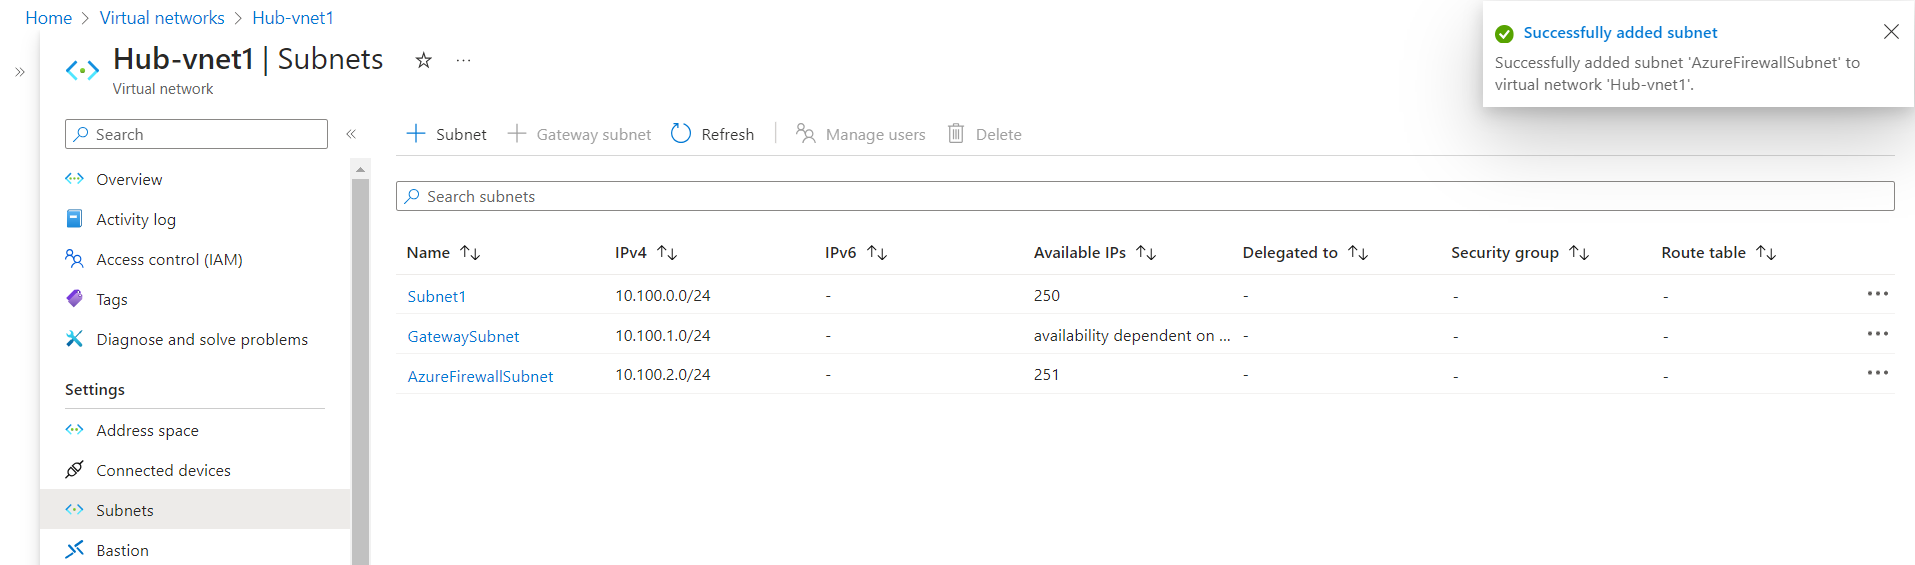 Home > Virtual networks > Hub-vnet1
Hub-vnet1 | Subnets
Virtual network
Successfully added subnet
Successfully added subnet 'AzureFirewallSubnet' to
virtual network 'Hub-vnet1'.
Search
Overview
Activity log
Access control (IAM)
Tags
Diagnose and solve problems
Settings
Address space
Connected devices
Subnets
Bastion
+ Subnet + Gateway subnet Refresh | Manage users Delete
Search subnets
Name ↑↓ IPv4 ↑↓ IPv6 ↑↓ Available IPs ↑↓ Delegated to ↑↓ Security group ↑↓ Route table ↑↓
Subnet1 10.100.0.0/24 - 250 - - -
GatewaySubnet 10.100.1.0/24 - availability dependent on ... - - -
AzureFirewallSubnet 10.100.2.0/24 - 251 - - -